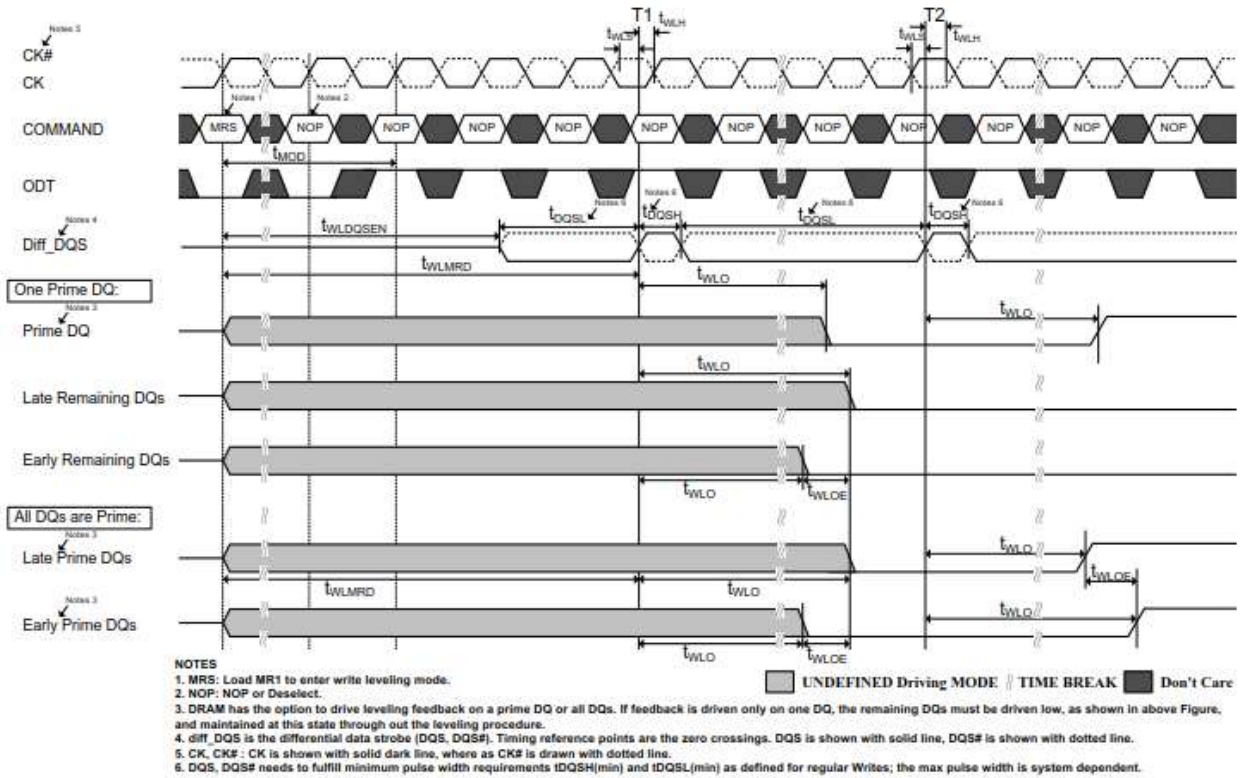 T1 T2
tWLS tWLH tWLS tWLH
Notes 5
CK#
CK
Notes 1 Notes 2
COMMAND MRS NOP NOP NOP NOP NOP NOP NOP NOP NOP NOP NOP
tMOD
ODT
Notes 4
Notes 6 Notes 6 Notes 6 Notes 6
tDQSL tDQSH tDQSL tDQSH
Diff_DQS tWLDQSEN
tWLMRD tWLO
One Prime DQ:
Notes 3
Prime DQ tWLO
tWLO
Late Remaining DQs
Early Remaining DQs
tWLO tWLOE
All DQs are Prime:
Notes 3
Late Prime DQs tWLO
tWLMRD tWLO tWLOE
Notes 3
Early Prime DQs tWLO
tWLO tWLOE
NOTES
UNDEFINED Driving MODE TIME BREAK Don't Care
1. MRS: Load MR1 to enter write leveling mode.
2. NOP: NOP or Deselect.
3. DRAM has the option to drive leveling feedback on a prime DQ or all DQs. If feedback is driven only on one DQ, the remaining DQs must be driven low, as shown in above Figure,
and maintained at this state through out the leveling procedure.
4. diff_DQS is the differential data strobe (DQS, DQS#). Timing reference points are the zero crossings. DQS is shown with solid line, DQS# is shown with dotted line.
5. CK, CK# : CK is shown with solid dark line, where as CK# is drawn with dotted line.
6. DQS, DQS# needs to fulfill minimum pulse width requirements tDQSH(min) and tDQSL(min) as defined for regular Writes; the max pulse width is system dependent.